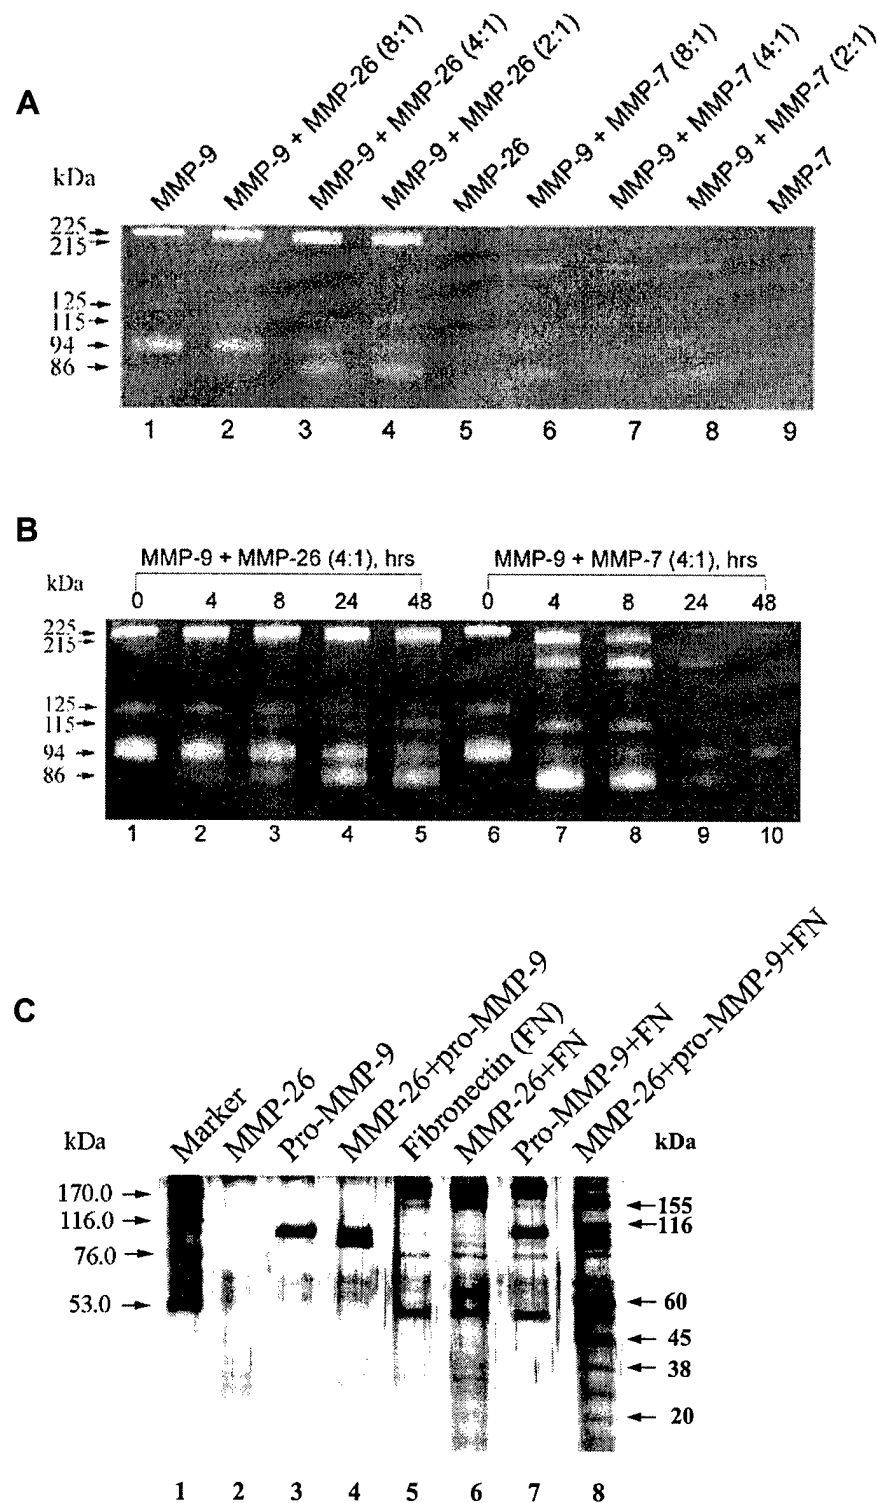 A
kDa
MMP-9
MMP-9 + MMP-26 (8:1)
MMP-9 + MMP-26 (4:1)
MMP-9 + MMP-26 (2:1)
MMP-26
MMP-9 + MMP-7 (8:1)
MMP-9 + MMP-7 (4:1)
MMP-9 + MMP-7 (2:1)
MMP-7
225
215
125
115
94
86
1 2 3 4 5 6 7 8 9
B
MMP-9 + MMP-26 (4:1), hrs MMP-9 + MMP-7 (4:1), hrs
kDa
0 4 8 24 48 0 4 8 24 48
225
215
125
115
94
86
1 2 3 4 5 6 7 8 9 10
C
kDa
Marker
MMP-26
Pro-MMP-9
MMP-26+pro-MMP-9
Fibronectin (FN)
MMP-26+FN
Pro-MMP-9+FN
MMP-26+pro-MMP-9+FN
kDa
170.0
116.0
76.0
53.0
155
116
60
45
38
20
1 2 3 4 5 6 7 8